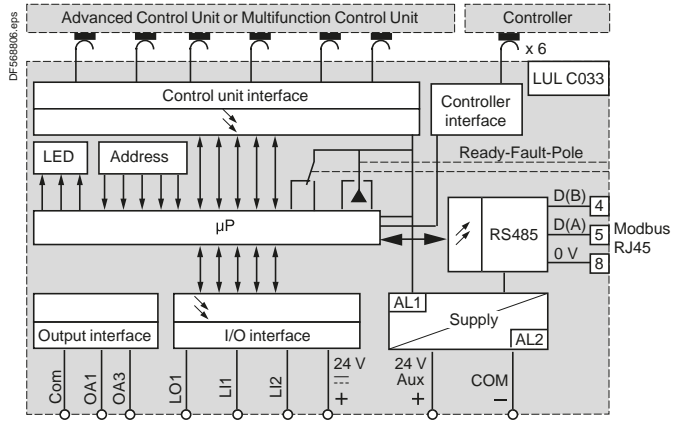 Advanced Control Unit or Multifunction Control Unit
Controller
DF568806.eps
x 6
LUL C033
Control unit interface
Controller
interface
LED
Address
Ready-Fault-Pole
µP
RS485
D(B)
4
D(A)
5
0 V
8
Modbus
RJ45
Output interface
I/O interface
AL1
Supply
AL2
Com
OA1
OA3
LO1
LI1
LI2
24 V
+
24 V
Aux
+
COM
–